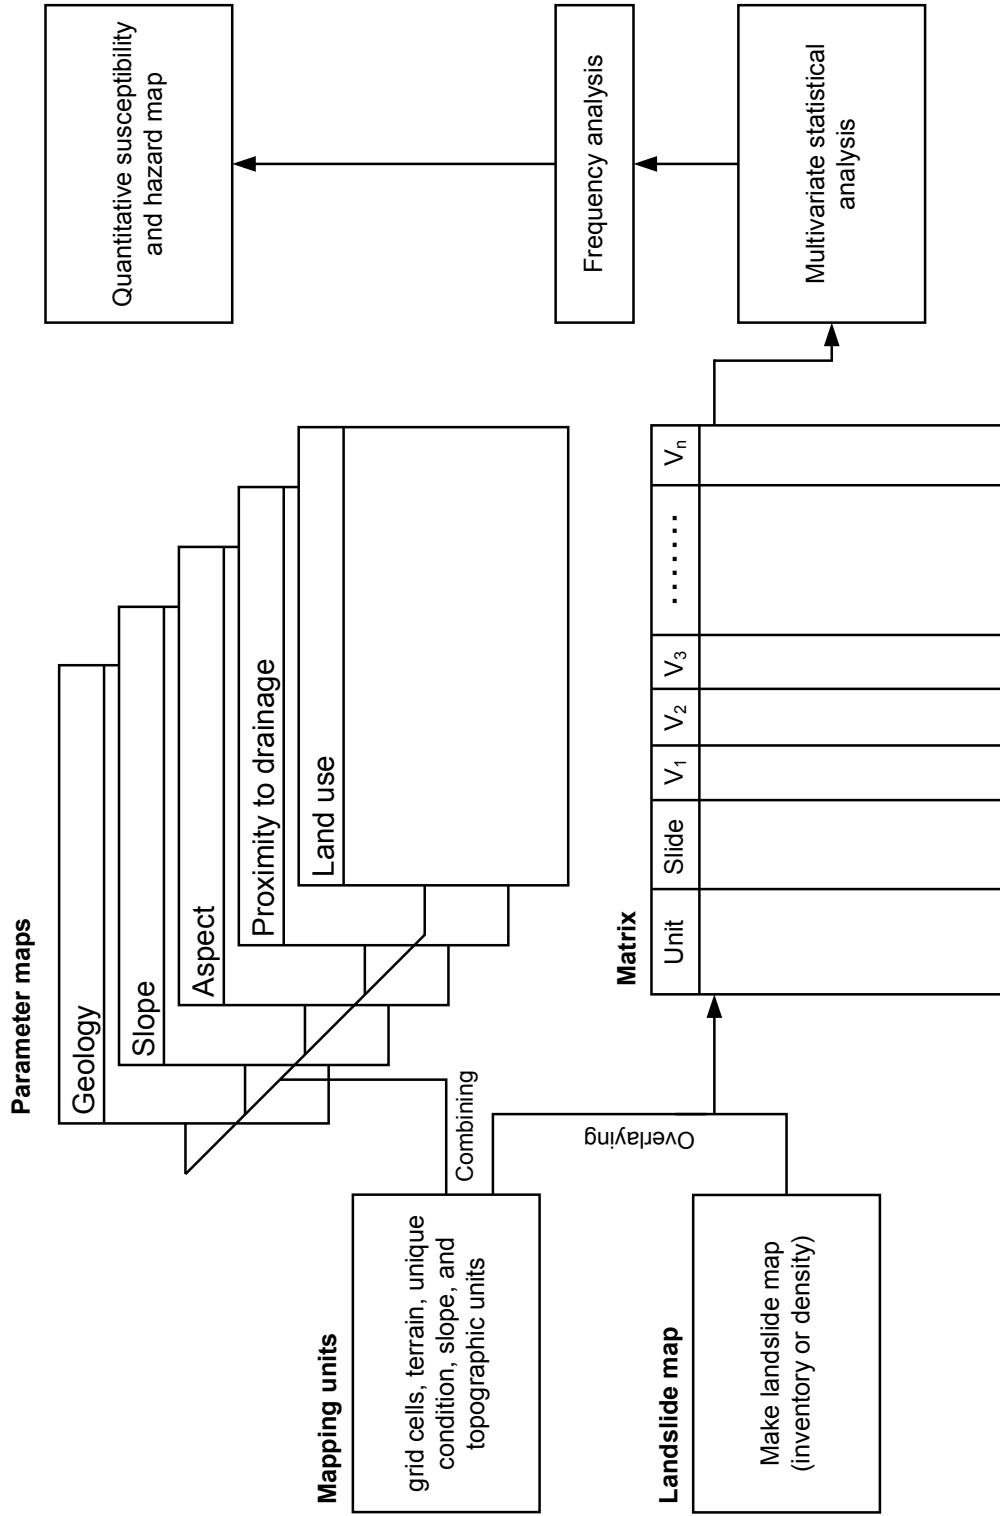 Parameter maps
Geology
Slope
Aspect
Proximity to drainage
Land use
Mapping units
grid cells, terrain, unique
condition, slope, and
topographic units
Combining
Overlaying
Landslide map
Make landslide map
(inventory or density)
Matrix
Unit Slide V₁ V₂ V₃ ....... Vₙ
Quantitative susceptibility
and hazard map
Frequency analysis
Multivariate statistical
analysis